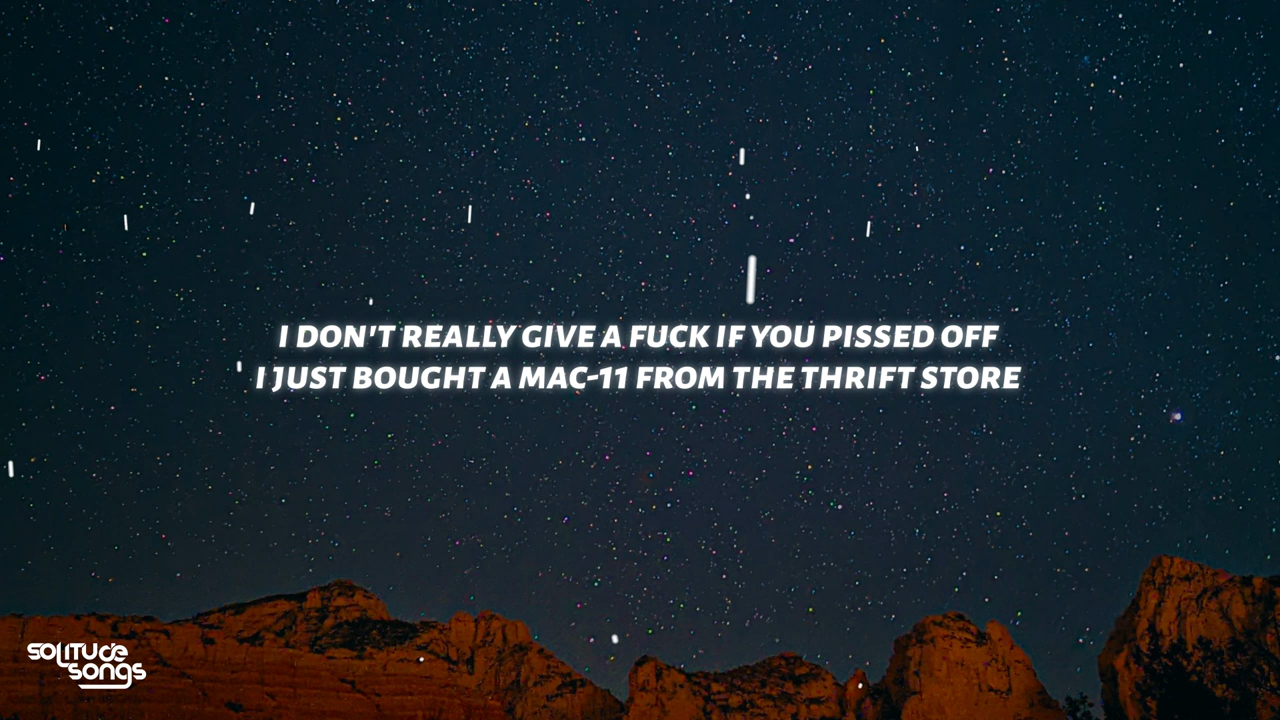 I DON'T REALLY GIVE A FUCK IF YOU PISSED OFF
I JUST BOUGHT A MAC-11 FROM THE THRIFT STORE
solitude
songs